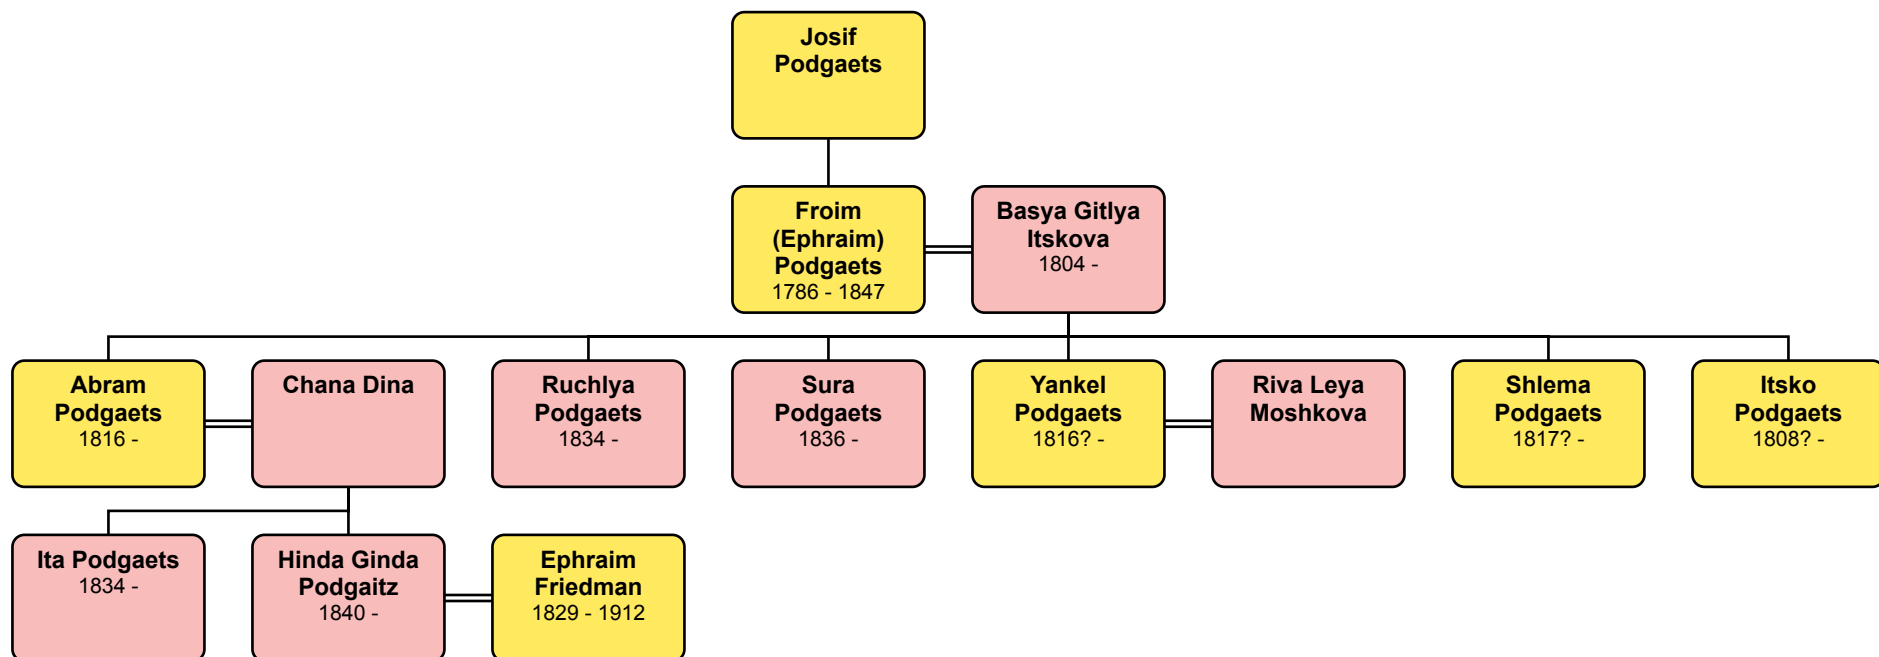 Josif
Podgaets
Froim
(Ephraim)
Podgaets
1786 - 1847
Basya Gitlya
Itskova
1804 -
Abram
Podgaets
1816 -
Chana Dina
Ruchlya
Podgaets
1834 -
Sura
Podgaets
1836 -
Yankel
Podgaets
1816? -
Riva Leya
Moshkova
Shlema
Podgaets
1817? -
Itsko
Podgaets
1808? -
Ita Podgaets
1834 -
Hinda Ginda
Podgaitz
1840 -
Ephraim
Friedman
1829 - 1912